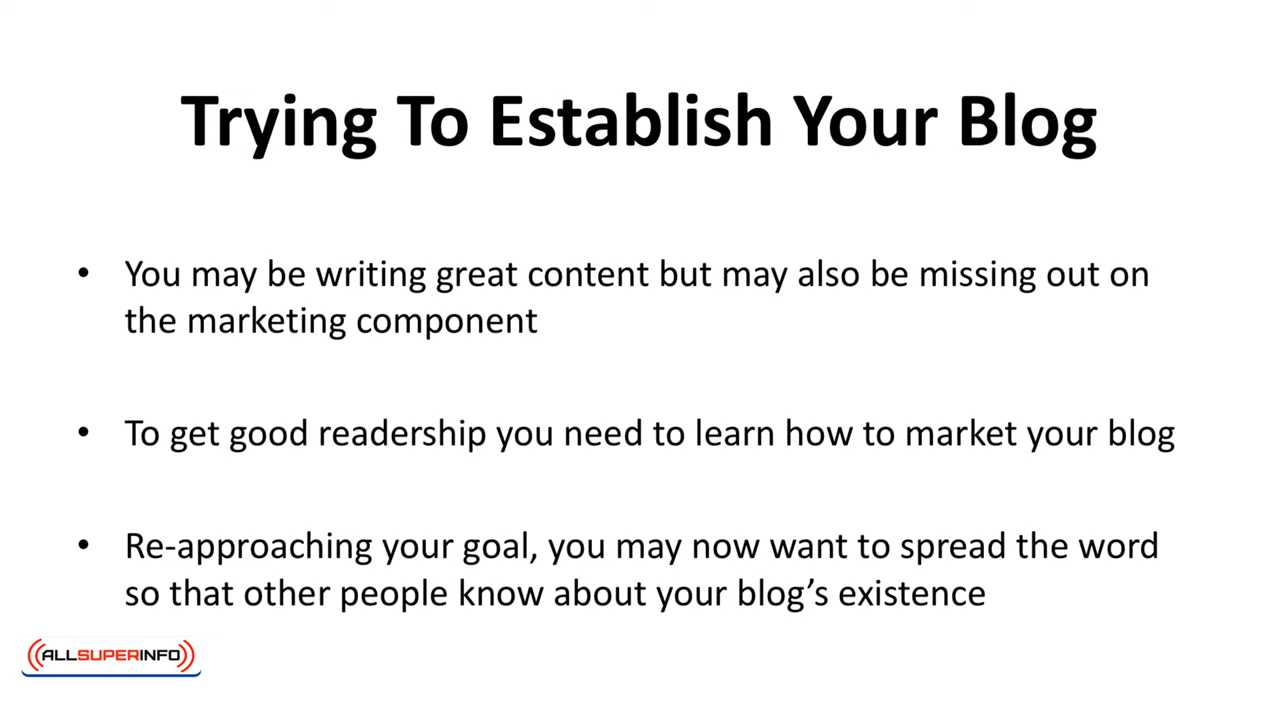 Trying To Establish Your Blog
• You may be writing great content but may also be missing out on
the marketing component
• To get good readership you need to learn how to market your blog
• Re-approaching your goal, you may now want to spread the word
so that other people know about your blog’s existence
((ALLSUPERINFO))